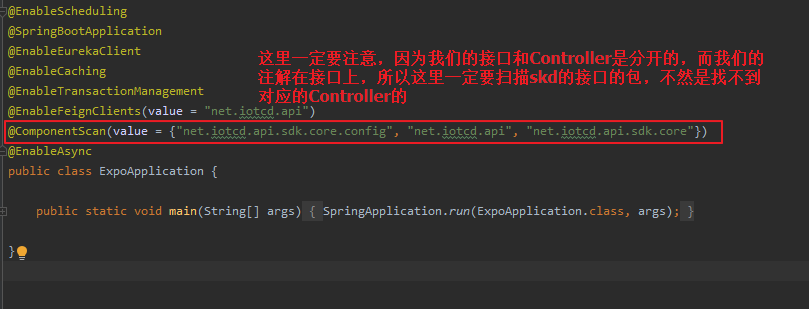 @EnableScheduling
@SpringBootApplication
@EnableEurekaClient
@EnableCaching
@EnableTransactionManagement
@EnableFeignClients(value = "net.iotcd.api")
@ComponentScan(value = {"net.iotcd.api.sdk.core.config", "net.iotcd.api", "net.iotcd.api.sdk.core"})
@EnableAsync
public class ExpoApplication {
public static void main(String[] args) { SpringApplication.run(ExpoApplication.class, args); }
}
这里一定要注意，因为我们的接口和Controller是分开的，而我们的
注解在接口上，所以这里一定要扫描skd的接口的包，不然是找不到
对应的Controller的